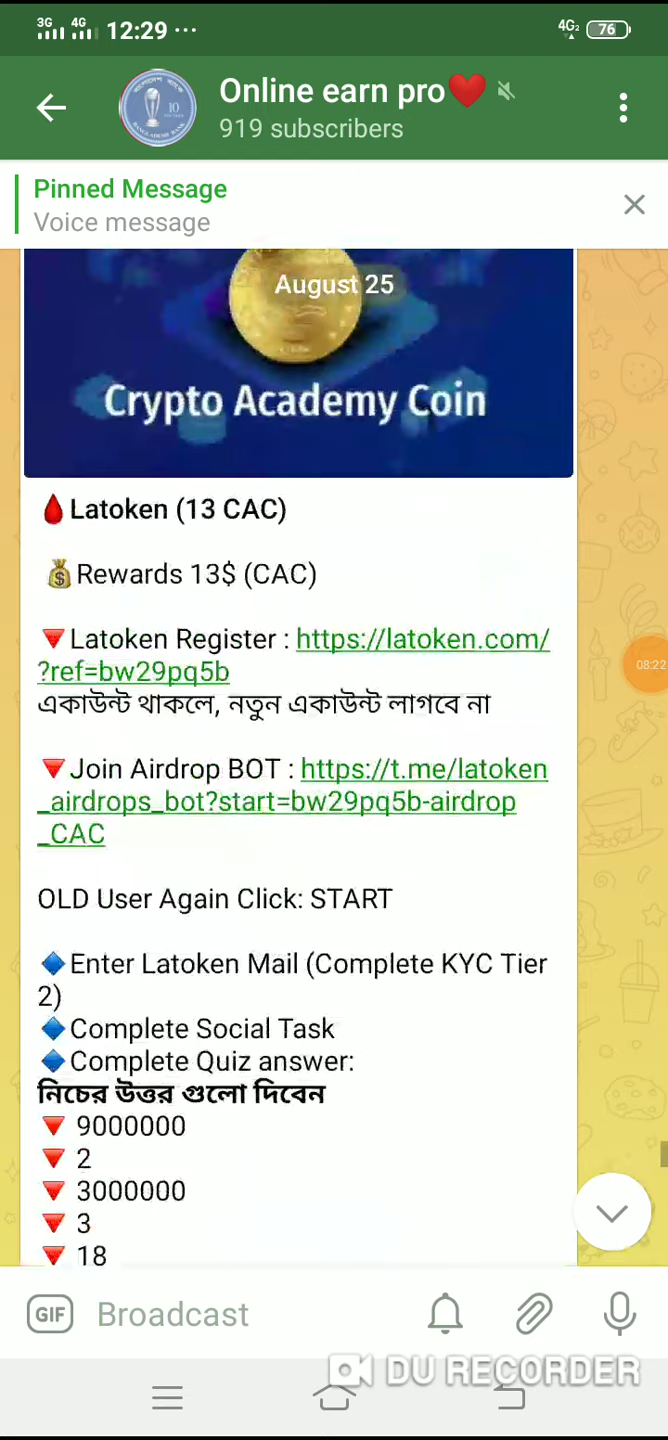 3G 4G 12:29 ... 4G2 76
Online earn pro❤️
919 subscribers
Pinned Message
Voice message
August 25
Crypto Academy Coin
🩸Latoken (13 CAC)
💰Rewards 13$ (CAC)
🔻Latoken Register : https://latoken.com/
?ref=bw29pq5b
একাউন্ট থাকলে, নতুন একাউন্ট লাগবে না
08:22
🔻Join Airdrop BOT : https://t.me/latoken
_airdrops_bot?start=bw29pq5b-airdrop
_CAC
OLD User Again Click: START
🔹Enter Latoken Mail (Complete KYC Tier
2)
🔹Complete Social Task
🔹Complete Quiz answer:
নিচের উত্তর গুলো দিবেন
🔻 9000000
🔻 2
🔻 3000000
🔻 3
🔻 18
GIF Broadcast
DU RECORDER